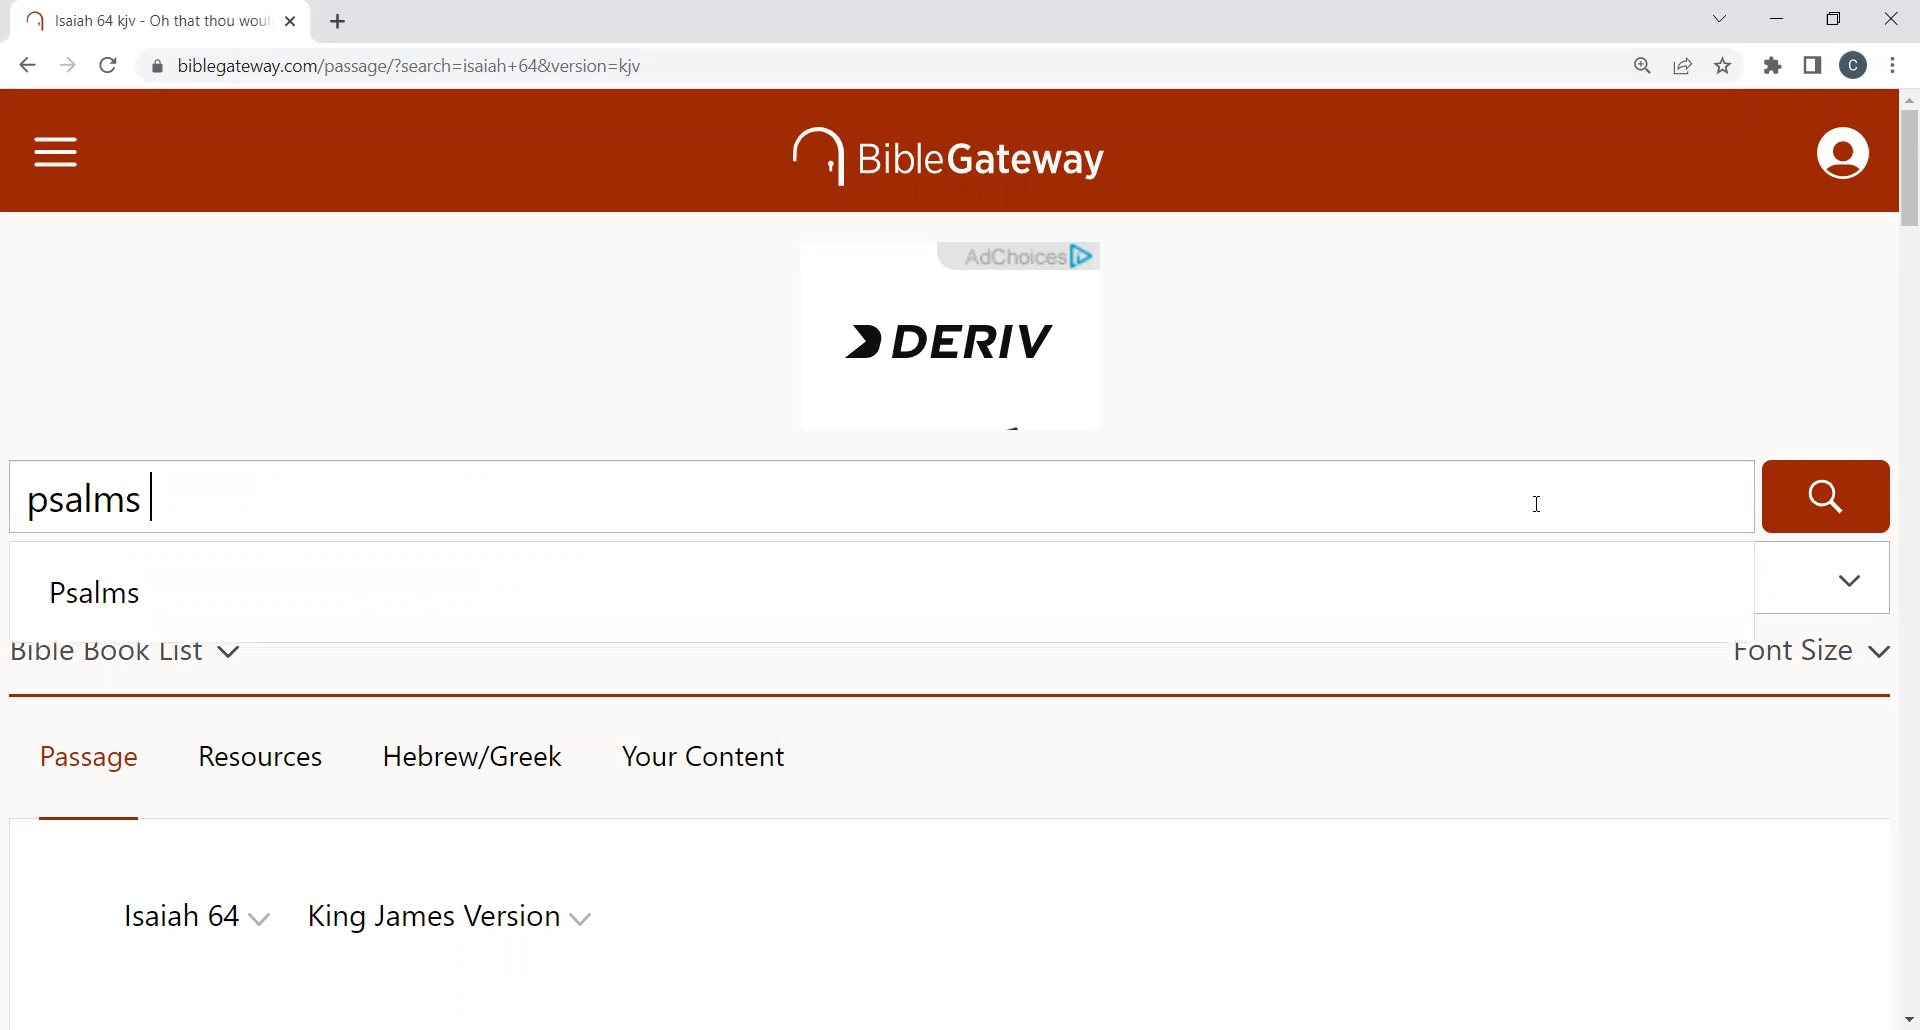 Isaiah 64 kjv - Oh that thou woul
biblegateway.com/passage/?search=isaiah+64&version=kjv
C
BibleGateway
AdChoices
DERIV
psalms
Psalms
Bible Book List
Font Size
Passage Resources Hebrew/Greek Your Content
Isaiah 64 King James Version